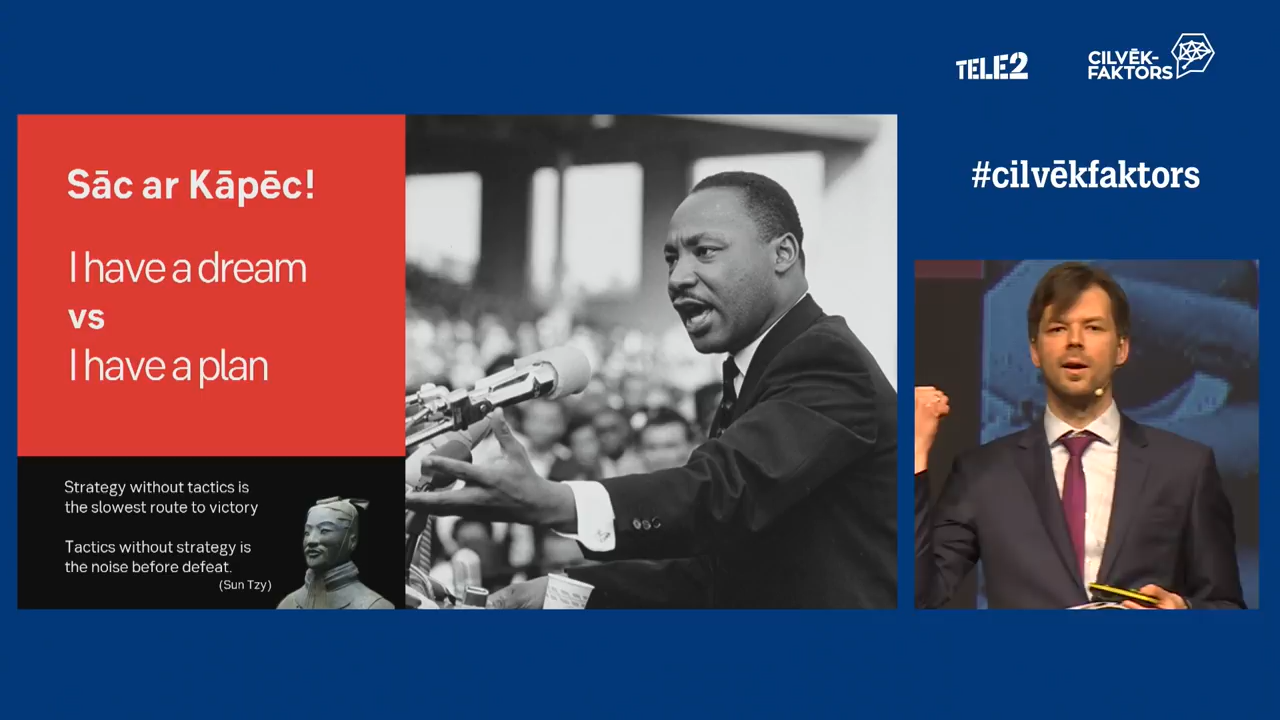 TELE2
CILVĒK-
FAKTORS
#cilvēkfaktors
Sāc ar Kāpēc!
I have a dream
vs
I have a plan
Strategy without tactics is
the slowest route to victory
Tactics without strategy is
the noise before defeat.
(Sun Tzy)